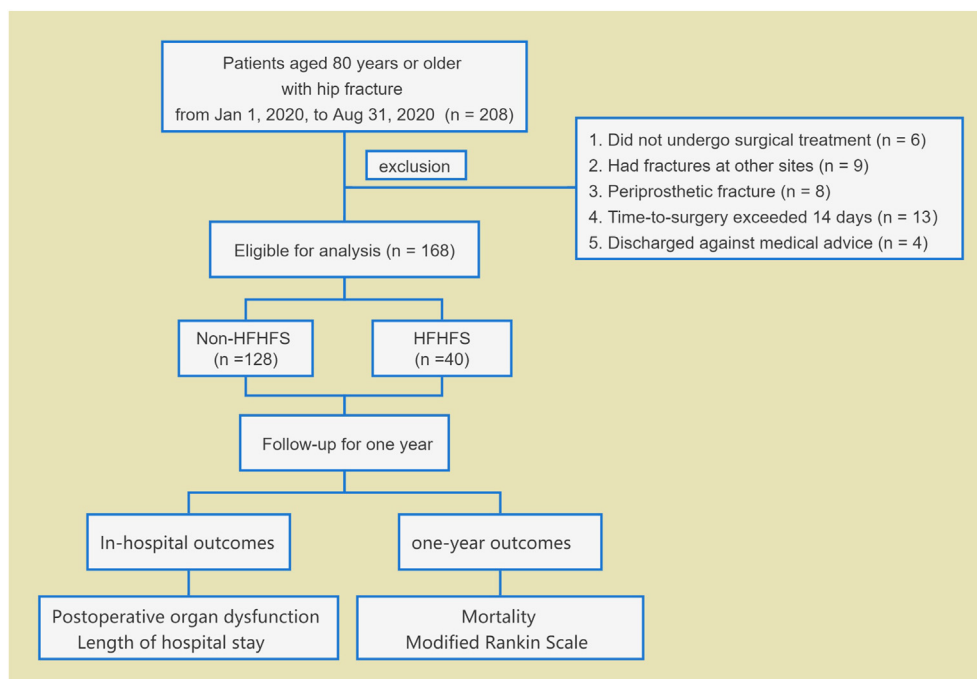 Patients aged 80 years or older
with hip fracture
from Jan 1, 2020, to Aug 31, 2020 (n = 208)
exclusion
1. Did not undergo surgical treatment (n = 6)
2. Had fractures at other sites (n = 9)
3. Periprosthetic fracture (n = 8)
4. Time-to-surgery exceeded 14 days (n = 13)
5. Discharged against medical advice (n = 4)
Eligible for analysis (n = 168)
Non-HFHFS
(n =128)
HFHFS
(n =40)
Follow-up for one year
In-hospital outcomes
one-year outcomes
Postoperative organ dysfunction
Length of hospital stay
Mortality
Modified Rankin Scale